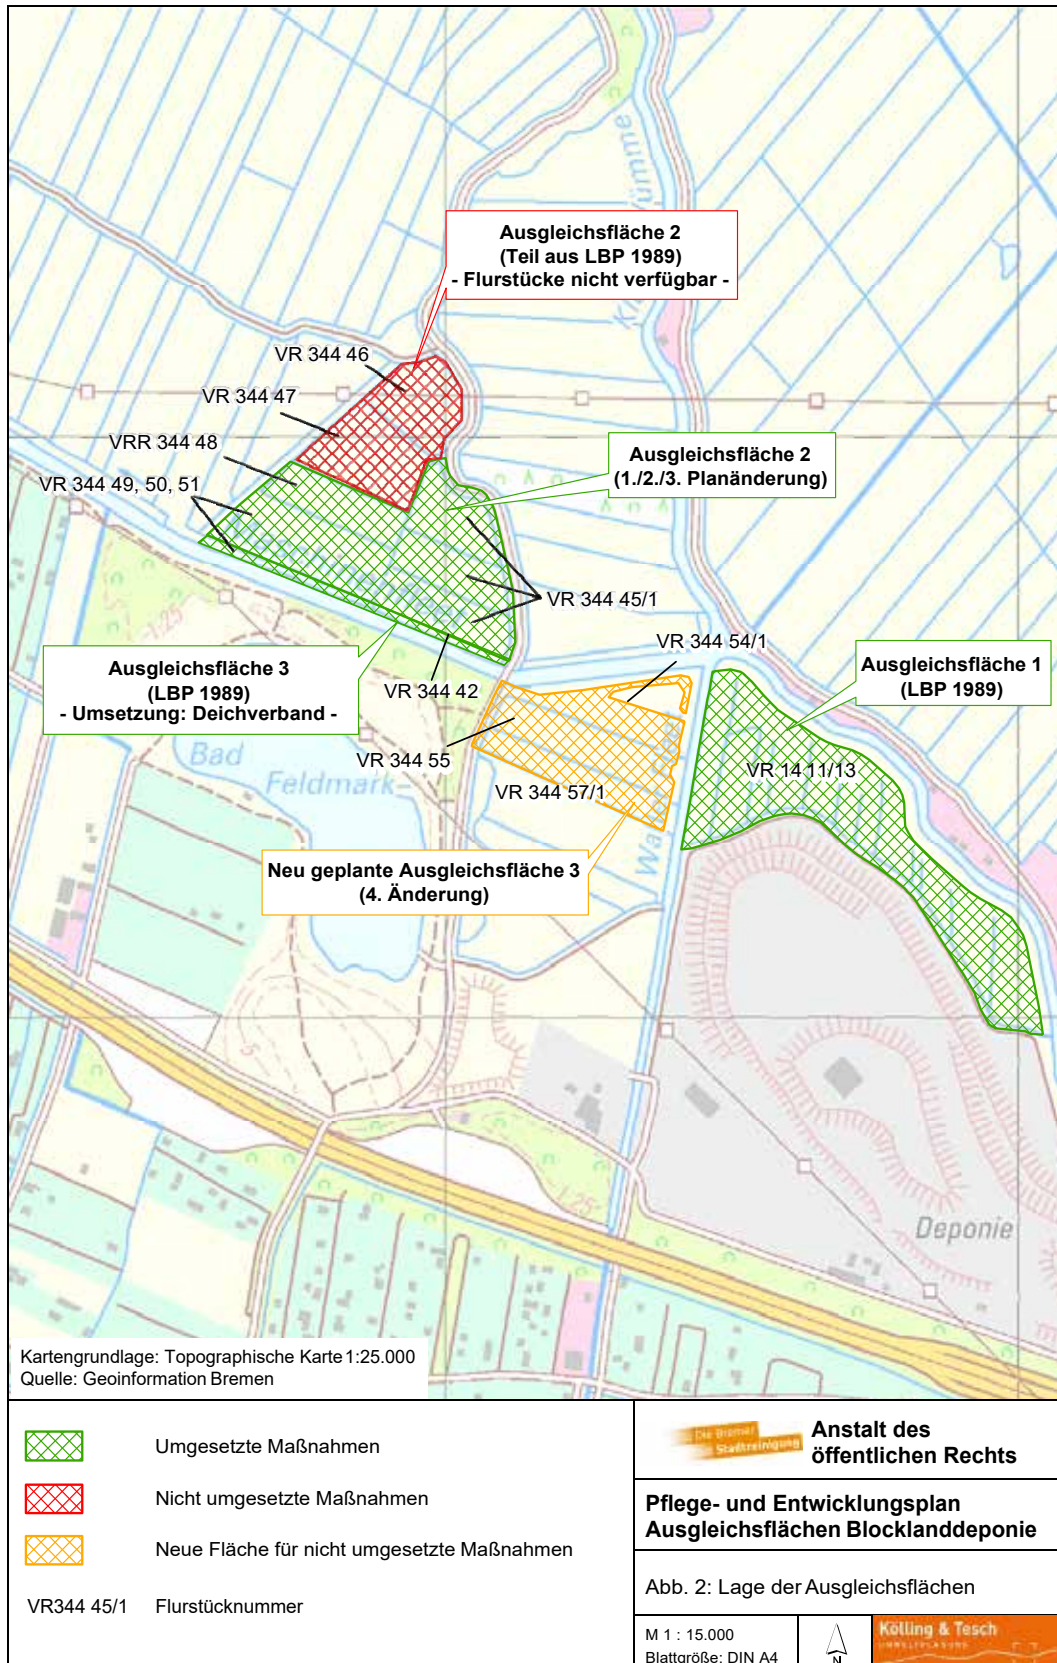 Kleine Wümme
Ausgleichsfläche 2
(Teil aus LBP 1989)
- Flurstücke nicht verfügbar -
VR 344 46
VR 344 47
VRR 344 48
VR 344 49, 50, 51
Ausgleichsfläche 2
(1./2./3. Planänderung)
VR 344 45/1
VR 344 54/1
Ausgleichsfläche 3
(LBP 1989)
- Umsetzung: Deichverband -
VR 344 42
Ausgleichsfläche 1
(LBP 1989)
VR 344 55
VR 14 11/13
VR 344 57/1
Bad
Feldmark-
Neu geplante Ausgleichsfläche 3
(4. Änderung)
Deponie
Kartengrundlage: Topographische Karte 1:25.000
Quelle: Geoinformation Bremen
Umgesetzte Maßnahmen
Nicht umgesetzte Maßnahmen
Neue Fläche für nicht umgesetzte Maßnahmen
VR344 45/1 Flurstücknummer
Die Bremer
Stadtreinigung
Anstalt des
öffentlichen Rechts
Pflege- und Entwicklungsplan
Ausgleichsflächen Blocklanddeponie
Abb. 2: Lage der Ausgleichsflächen
M 1 : 15.000
Blattgröße: DIN A4
N
Kölling & Tesch
UMWELTPLANUNG